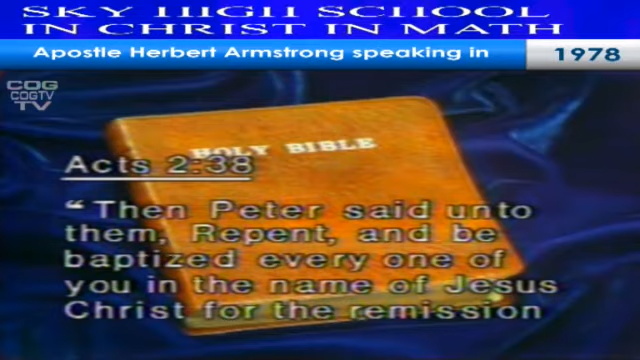 SKY HIGH SCHOOL
IN CHRIST IN MATH
Apostle Herbert Armstrong speaking in
1978
COG
COGTV
TV
HOLY BIBLE
Acts 2:38
“Then Peter said unto
them, Repent, and be
baptized every one of
you in the name of Jesus
Christ for the remission